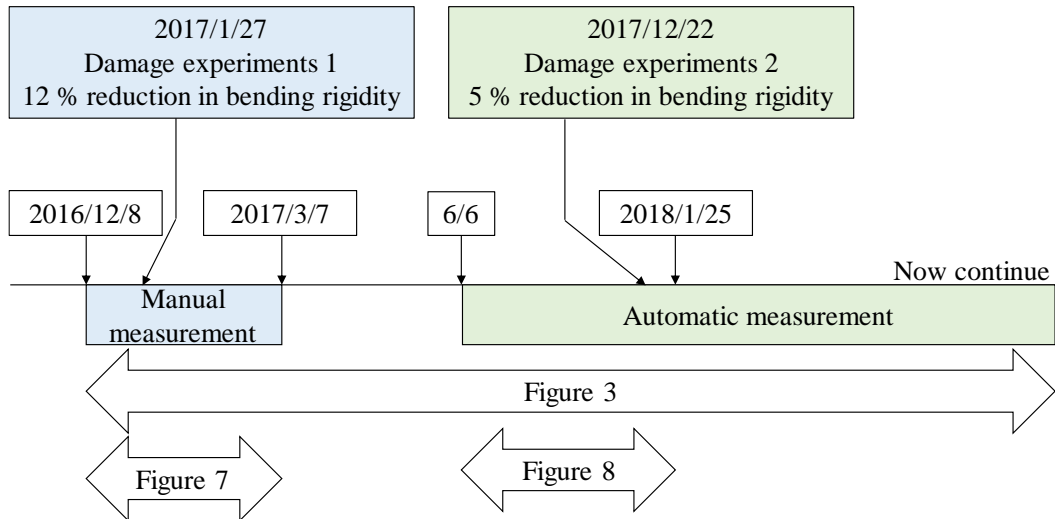 2017/1/27
Damage experiments 1
12 % reduction in bending rigidity
2017/12/22
Damage experiments 2
5 % reduction in bending rigidity
2016/12/8
2017/3/7
6/6
2018/1/25
Now continue
Manual
measurement
Automatic measurement
Figure 3
Figure 7
Figure 8